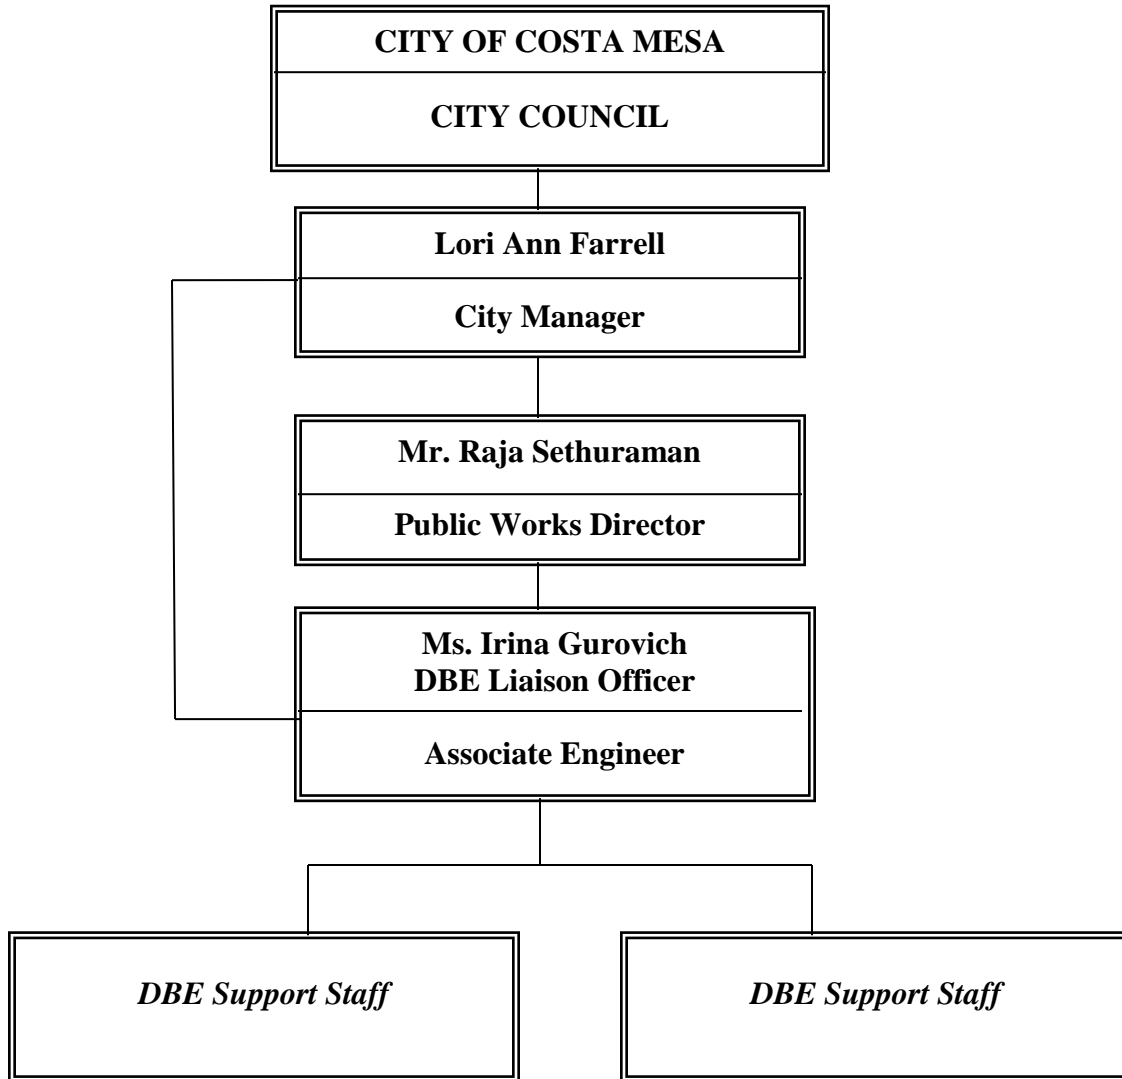 CITY OF COSTA MESA
CITY COUNCIL
Lori Ann Farrell
City Manager
Mr. Raja Sethuraman
Public Works Director
Ms. Irina Gurovich
DBE Liaison Officer
Associate Engineer
DBE Support Staff
DBE Support Staff